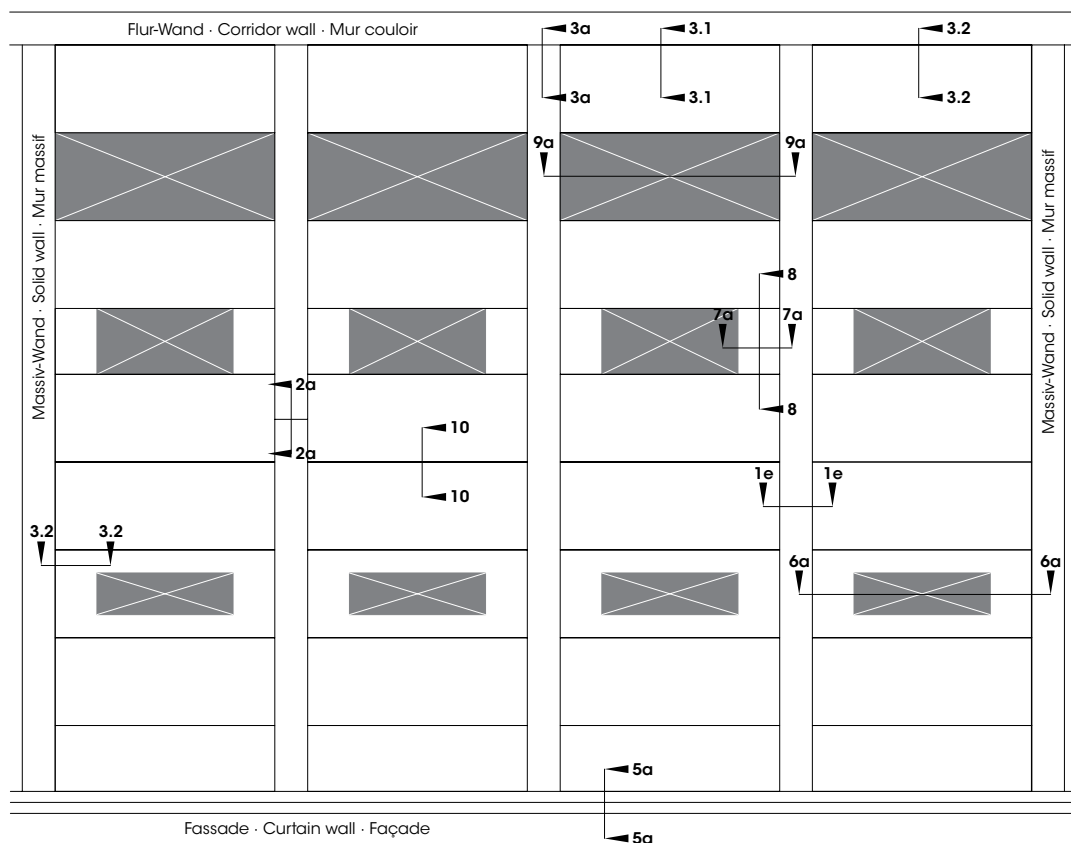 Flur-Wand · Corridor wall · Mur couloir
3a
3.1
3.2
3a
3.1
3.2
Massiv-Wand · Solid wall · Mur massif
9a
9a
Massiv-Wand · Solid wall · Mur massif
8
7a
7a
2a
8
10
2a
1e
1e
10
3.2
3.2
6a
6a
5a
Fassade · Curtain wall · Façade
5a